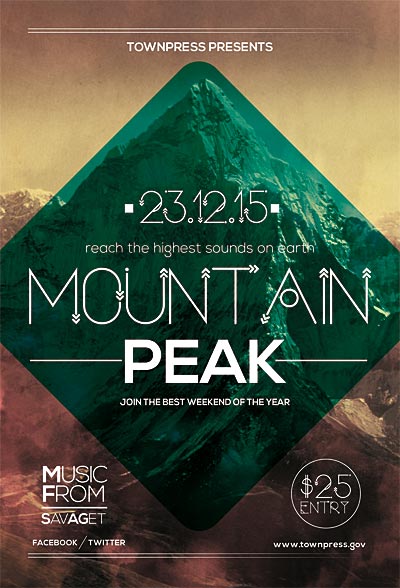 TOWNPRESS PRESENTS
23.12.15
reach the highest sounds on earth
MOUNTAIN
PEAK
JOIN THE BEST WEEKEND OF THE YEAR
MUSIC
FROM
SAVAGET
FACEBOOK / TWITTER
$25
ENTRY
www.townpress.gov